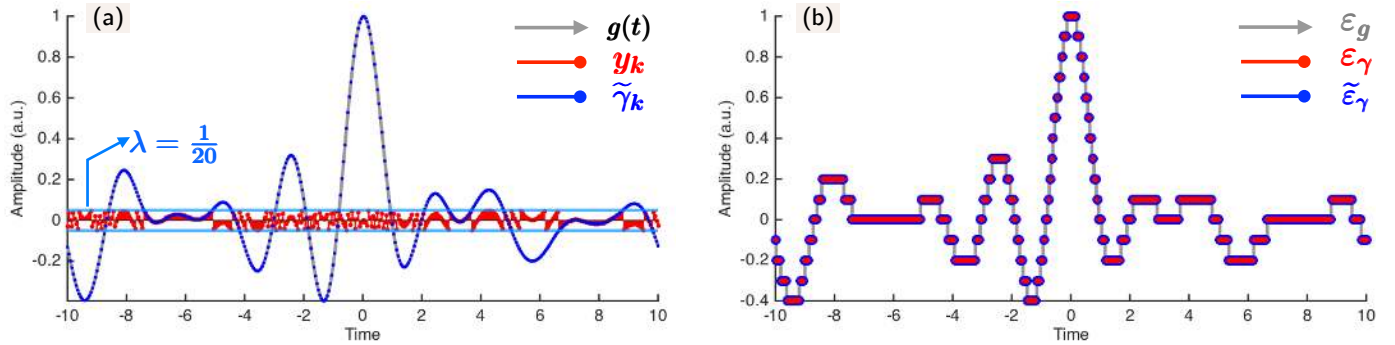 (a)
g(t)
y_k
γ̃_k
λ = 1/20
Amplitude (a.u.)
1
0.8
0.6
0.4
0.2
0
-0.2
-10 -8 -6 -4 -2 0 2 4 6 8 10
Time
(b)
ε_g
ε_γ
ε̃_γ
Amplitude (a.u.)
1
0.8
0.6
0.4
0.2
0
-0.2
-0.4
-10 -8 -6 -4 -2 0 2 4 6 8 10
Time